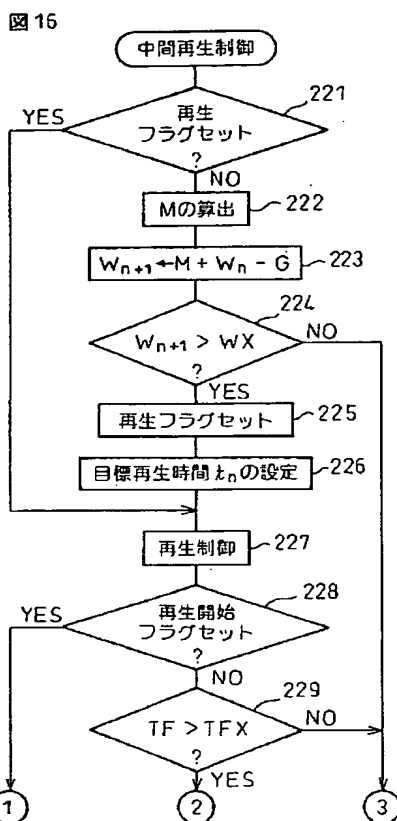 図16
中間再生制御
YES
再生
フラグセット
?
221
NO
Mの算出
222
Wn+1←M+Wn-G
223
224
Wn+1>WX
?
NO
YES
再生フラグセット
225
目標再生時間tnの設定
226
再生制御
227
228
YES
再生開始
フラグセット
?
NO
229
TF>TFX
?
NO
YES
1
2
3